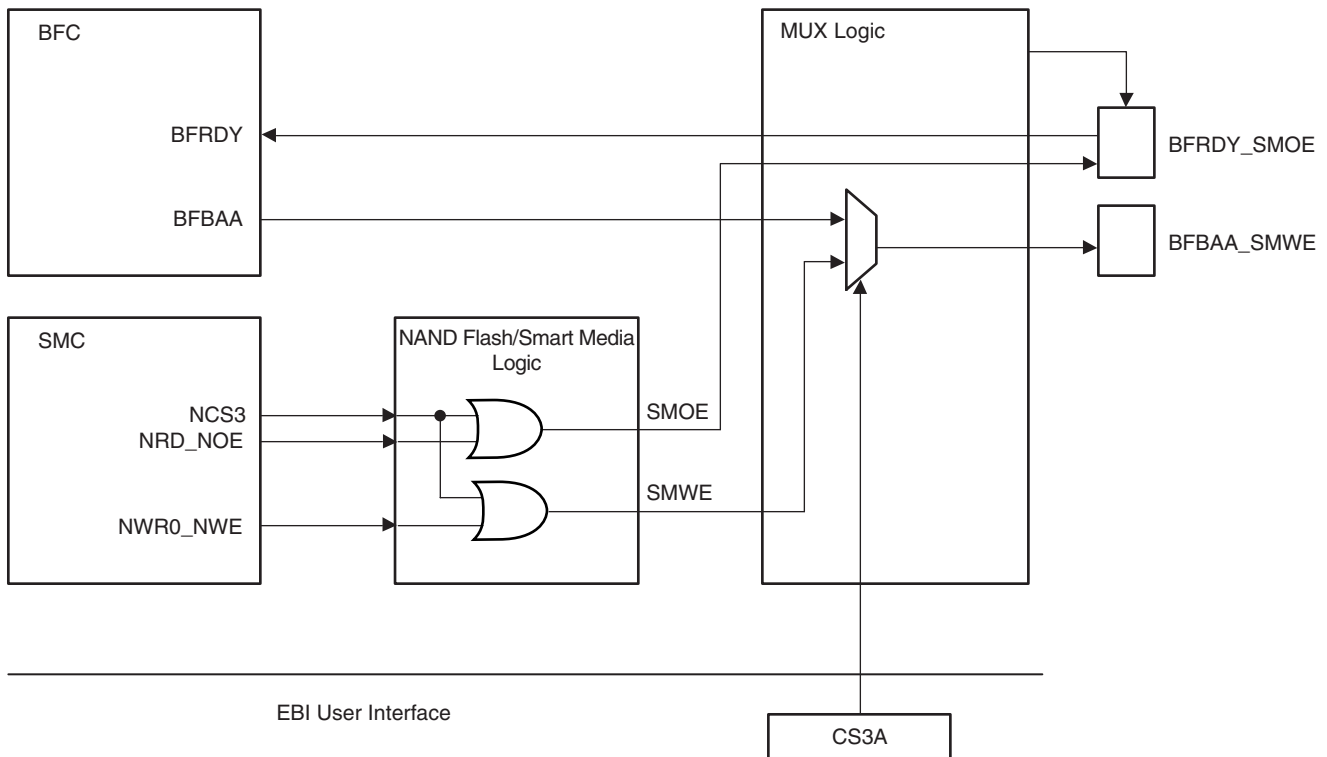 BFC
MUX Logic
BFRDY
BFRDY_SMOE
BFBAA
BFBAA_SMWE
SMC
NAND Flash/Smart Media
Logic
NCS3
SMOE
NRD_NOE
SMWE
NWR0_NWE
EBI User Interface
CS3A